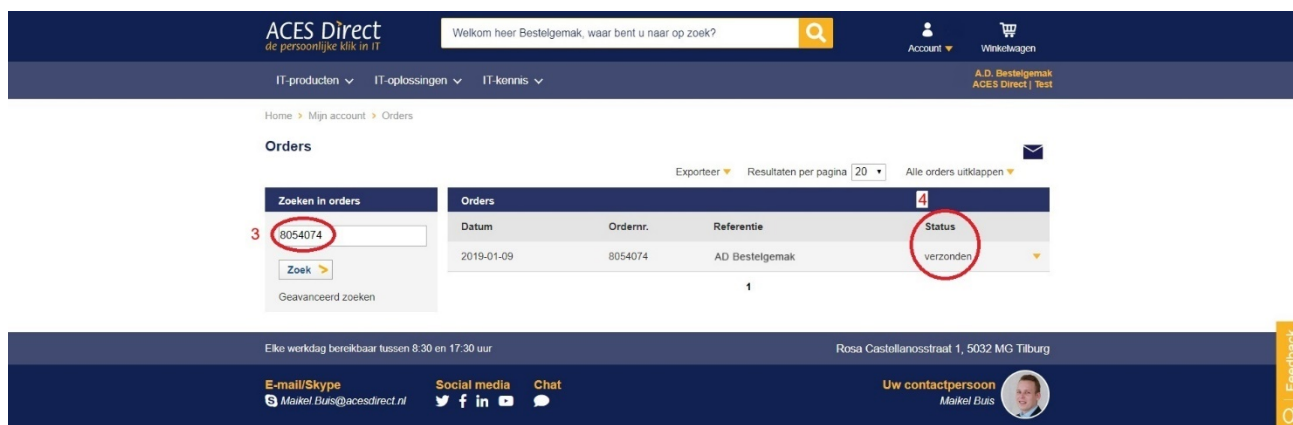 ACES Direct
de persoonlijke klik in IT
Welkom heer Bestelgemak, waar bent u naar op zoek?
Account
Winkelwagen
IT-producten
IT-oplossingen
IT-kennis
A.D. Bestelgemak
ACES Direct | Test
Home > Mijn account > Orders
Orders
Exporteer
Resultaten per pagina 20
Alle orders uitklappen
Zoeken in orders
3
8054074
Zoek >
Geavanceerd zoeken
Orders
4
Datum Ordernr. Referentie Status
2019-01-09 8054074 AD Bestelgemak verzonden
1
Elke werkdag bereikbaar tussen 8:30 en 17:30 uur
Rosa Castellanosstraat 1, 5032 MG Tilburg
E-mail/Skype
Maikel.Buis@acesdirect.nl
Social media
Chat
Uw contactpersoon
Maikel Buis
Feedback